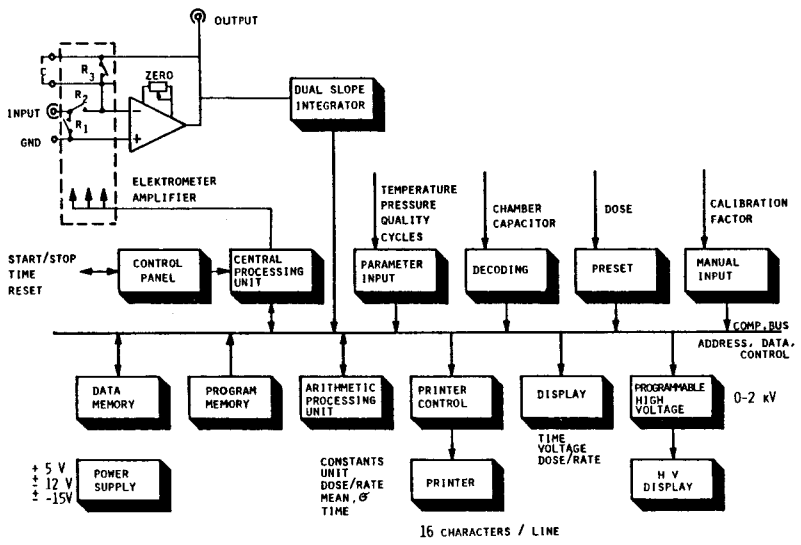 OUTPUT
ZERO
C
R3
R2
INPUT
R1
GND
-
+
DUAL SLOPE
INTEGRATOR
ELEKTROMETER
AMPLIFIER
TEMPERATURE
PRESSURE
QUALITY
CYCLES
CHAMBER
CAPACITOR
DOSE
CALIBRATION
FACTOR
START/STOP
TIME
RESET
CONTROL
PANEL
CENTRAL
PROCESSING
UNIT
PARAMETER
INPUT
DECODING
PRESET
MANUAL
INPUT
COMP.BUS
ADDRESS, DATA,
CONTROL
DATA
MEMORY
PROGRAM
MEMORY
ARITHMETIC
PROCESSING
UNIT
PRINTER
CONTROL
DISPLAY
PROGRAMMABLE
HIGH
VOLTAGE
0-2 KV
TIME
VOLTAGE
DOSE/RATE
+ 5 V
± 12 V
± -15V
POWER
SUPPLY
CONSTANTS
UNIT
DOSE/RATE
MEAN, σ
TIME
PRINTER
H V
DISPLAY
16 CHARACTERS / LINE